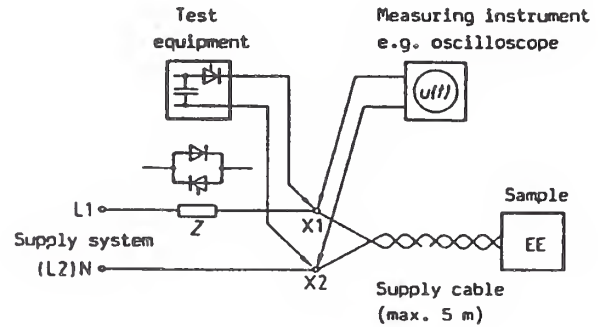 Test
equipment
Measuring instrument
e.g. oscilloscope
u(t)
L1
Z
X1
Sample
EE
Supply system
(L2)N
X2
Supply cable
(max. 5 m)